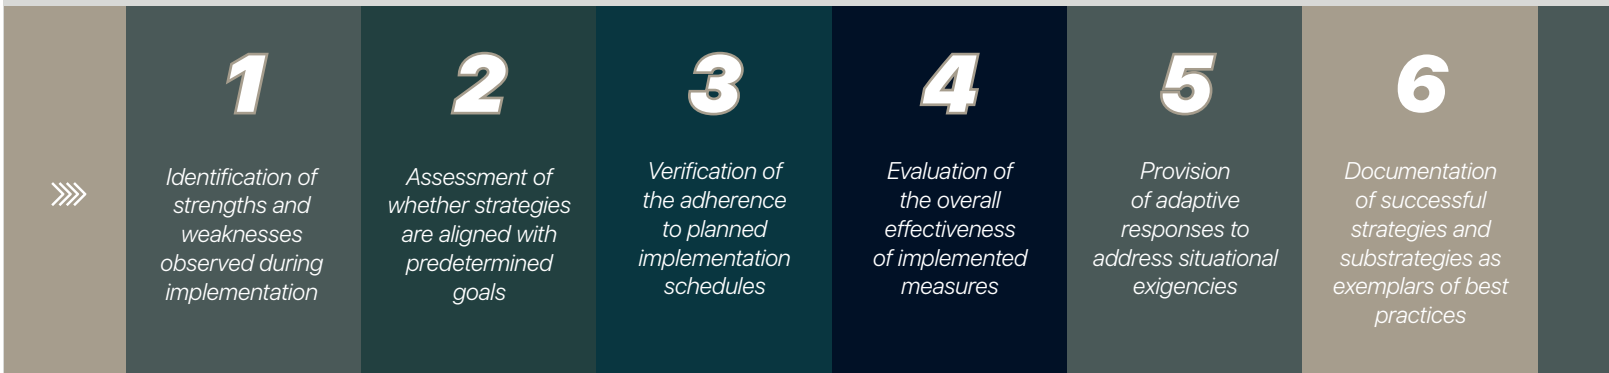 1
Identification of
strengths and
weaknesses
observed during
implementation
2
Assessment of
whether strategies
are aligned with
predetermined
goals
3
Verification of
the adherence
to planned
implementation
schedules
4
Evaluation of
the overall
effectiveness
of implemented
measures
5
Provision
of adaptive
responses to
address situational
exigencies
6
Documentation
of successful
strategies and
substrategies as
exemplars of best
practices